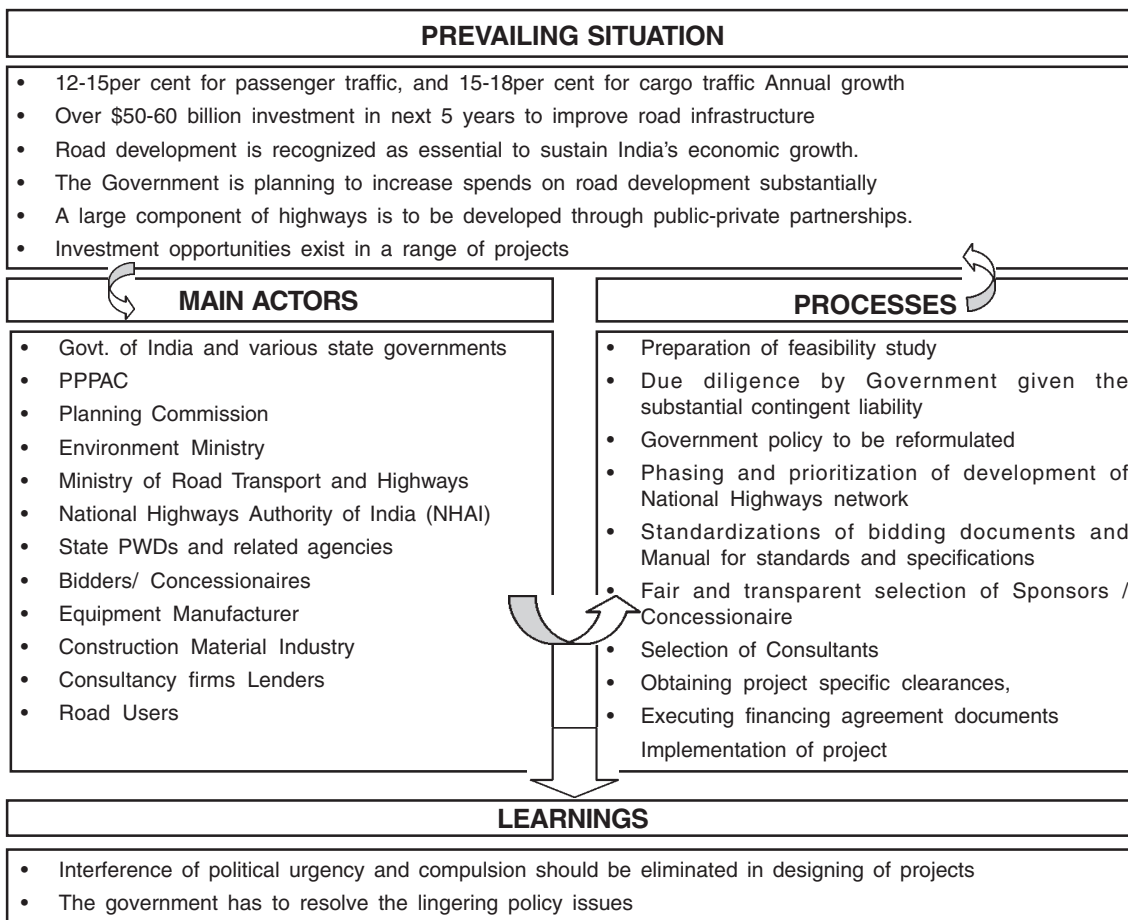 PREVAILING SITUATION
• 12-15per cent for passenger traffic, and 15-18per cent for cargo traffic Annual growth
• Over $50-60 billion investment in next 5 years to improve road infrastructure
• Road development is recognized as essential to sustain India's economic growth.
• The Government is planning to increase spends on road development substantially
• A large component of highways is to be developed through public-private partnerships.
• Investment opportunities exist in a range of projects
MAIN ACTORS
• Govt. of India and various state governments
• PPPAC
• Planning Commission
• Environment Ministry
• Ministry of Road Transport and Highways
• National Highways Authority of India (NHAI)
• State PWDs and related agencies
• Bidders/ Concessionaires
• Equipment Manufacturer
• Construction Material Industry
• Consultancy firms Lenders
• Road Users
PROCESSES
• Preparation of feasibility study
• Due diligence by Government given the
substantial contingent liability
• Government policy to be reformulated
• Phasing and prioritization of development of
National Highways network
• Standardizations of bidding documents and
Manual for standards and specifications
• Fair and transparent selection of Sponsors /
Concessionaire
• Selection of Consultants
• Obtaining project specific clearances,
• Executing financing agreement documents
Implementation of project
LEARNINGS
• Interference of political urgency and compulsion should be eliminated in designing of projects
• The government has to resolve the lingering policy issues